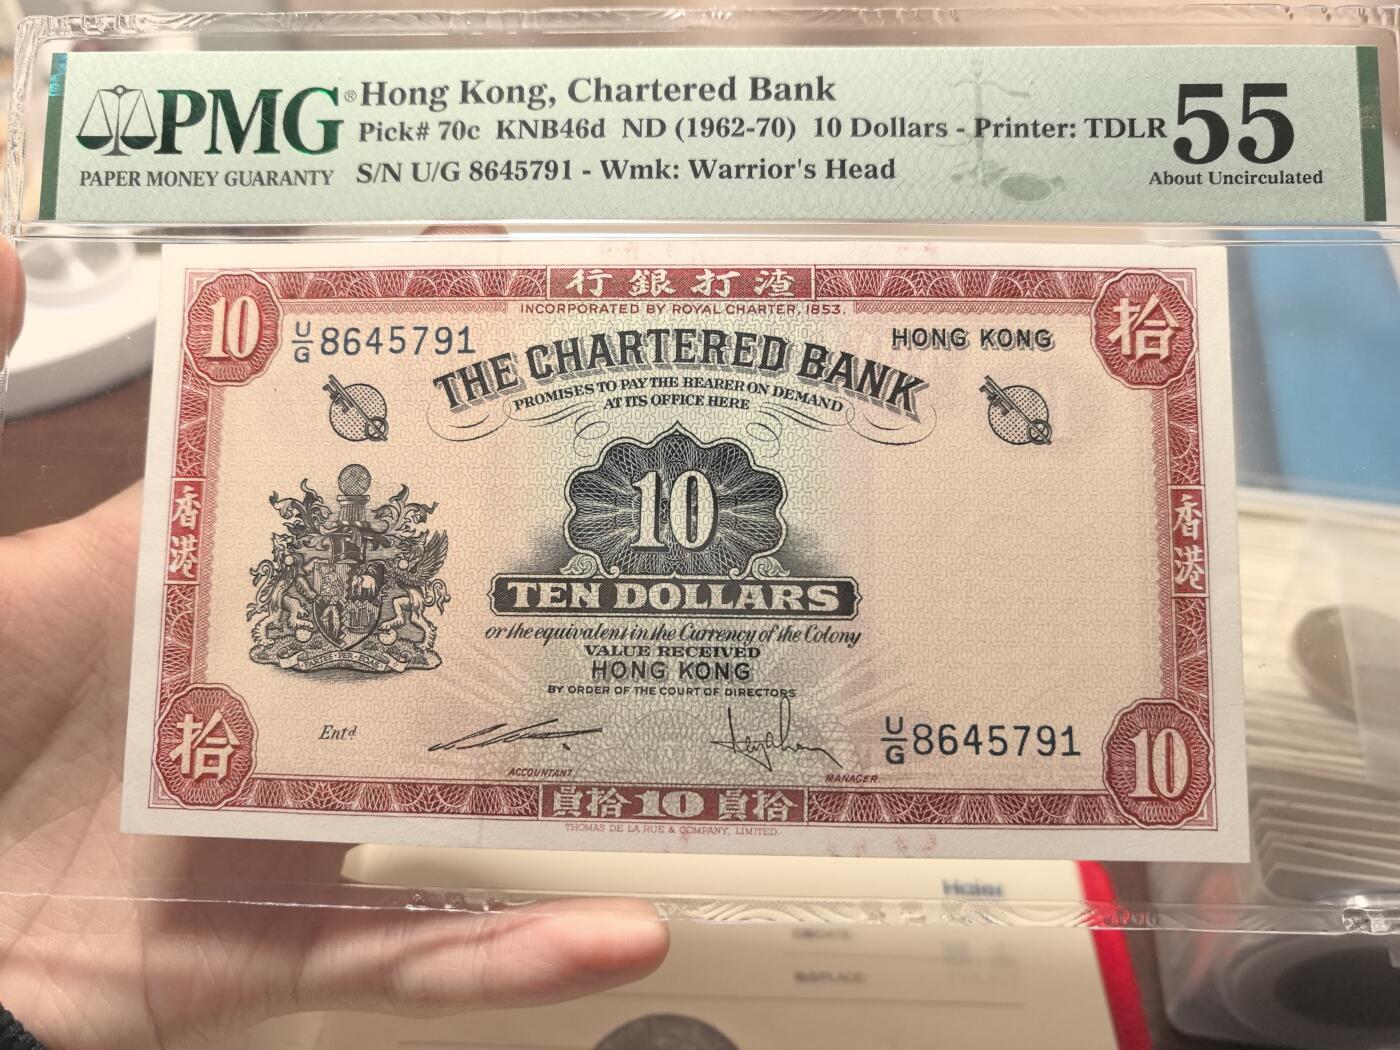 PMG® Hong Kong, Chartered Bank
PAPER MONEY GUARANTY
Pick# 70c KNB46d ND (1962-70) 10 Dollars - Printer: TDLR
S/N U/G 8645791 - Wmk: Warrior's Head
55
About Uncirculated
行銀打渣
INCORPORATED BY ROYAL CHARTER, 1853.
10
U/G 8645791
HONG KONG
拾
THE CHARTERED BANK
PROMISES TO PAY THE BEARER ON DEMAND
AT ITS OFFICE HERE
10
香港
香港
TEN DOLLARS
or the equivalent in the Currency of the Colony
VALUE RECEIVED
HONG KONG
BY ORDER OF THE COURT OF DIRECTORS
拾
Entd
U/G 8645791
10
ACCOUNTANT
MANAGER
員拾10員拾
THOMAS DE LA RUE & COMPANY, LIMITED.
Haier